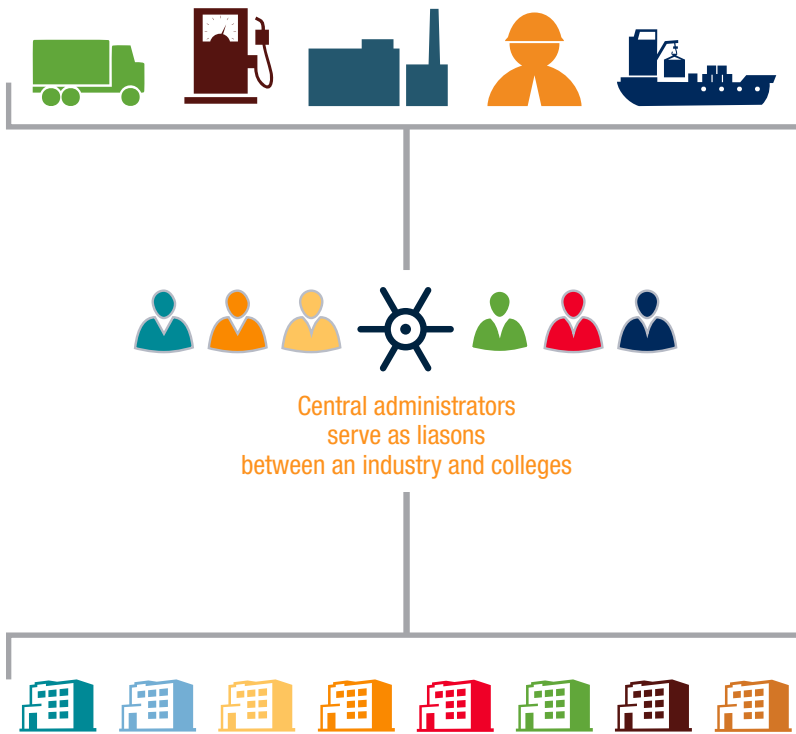 Central administrators
serve as liasons
between an industry and colleges